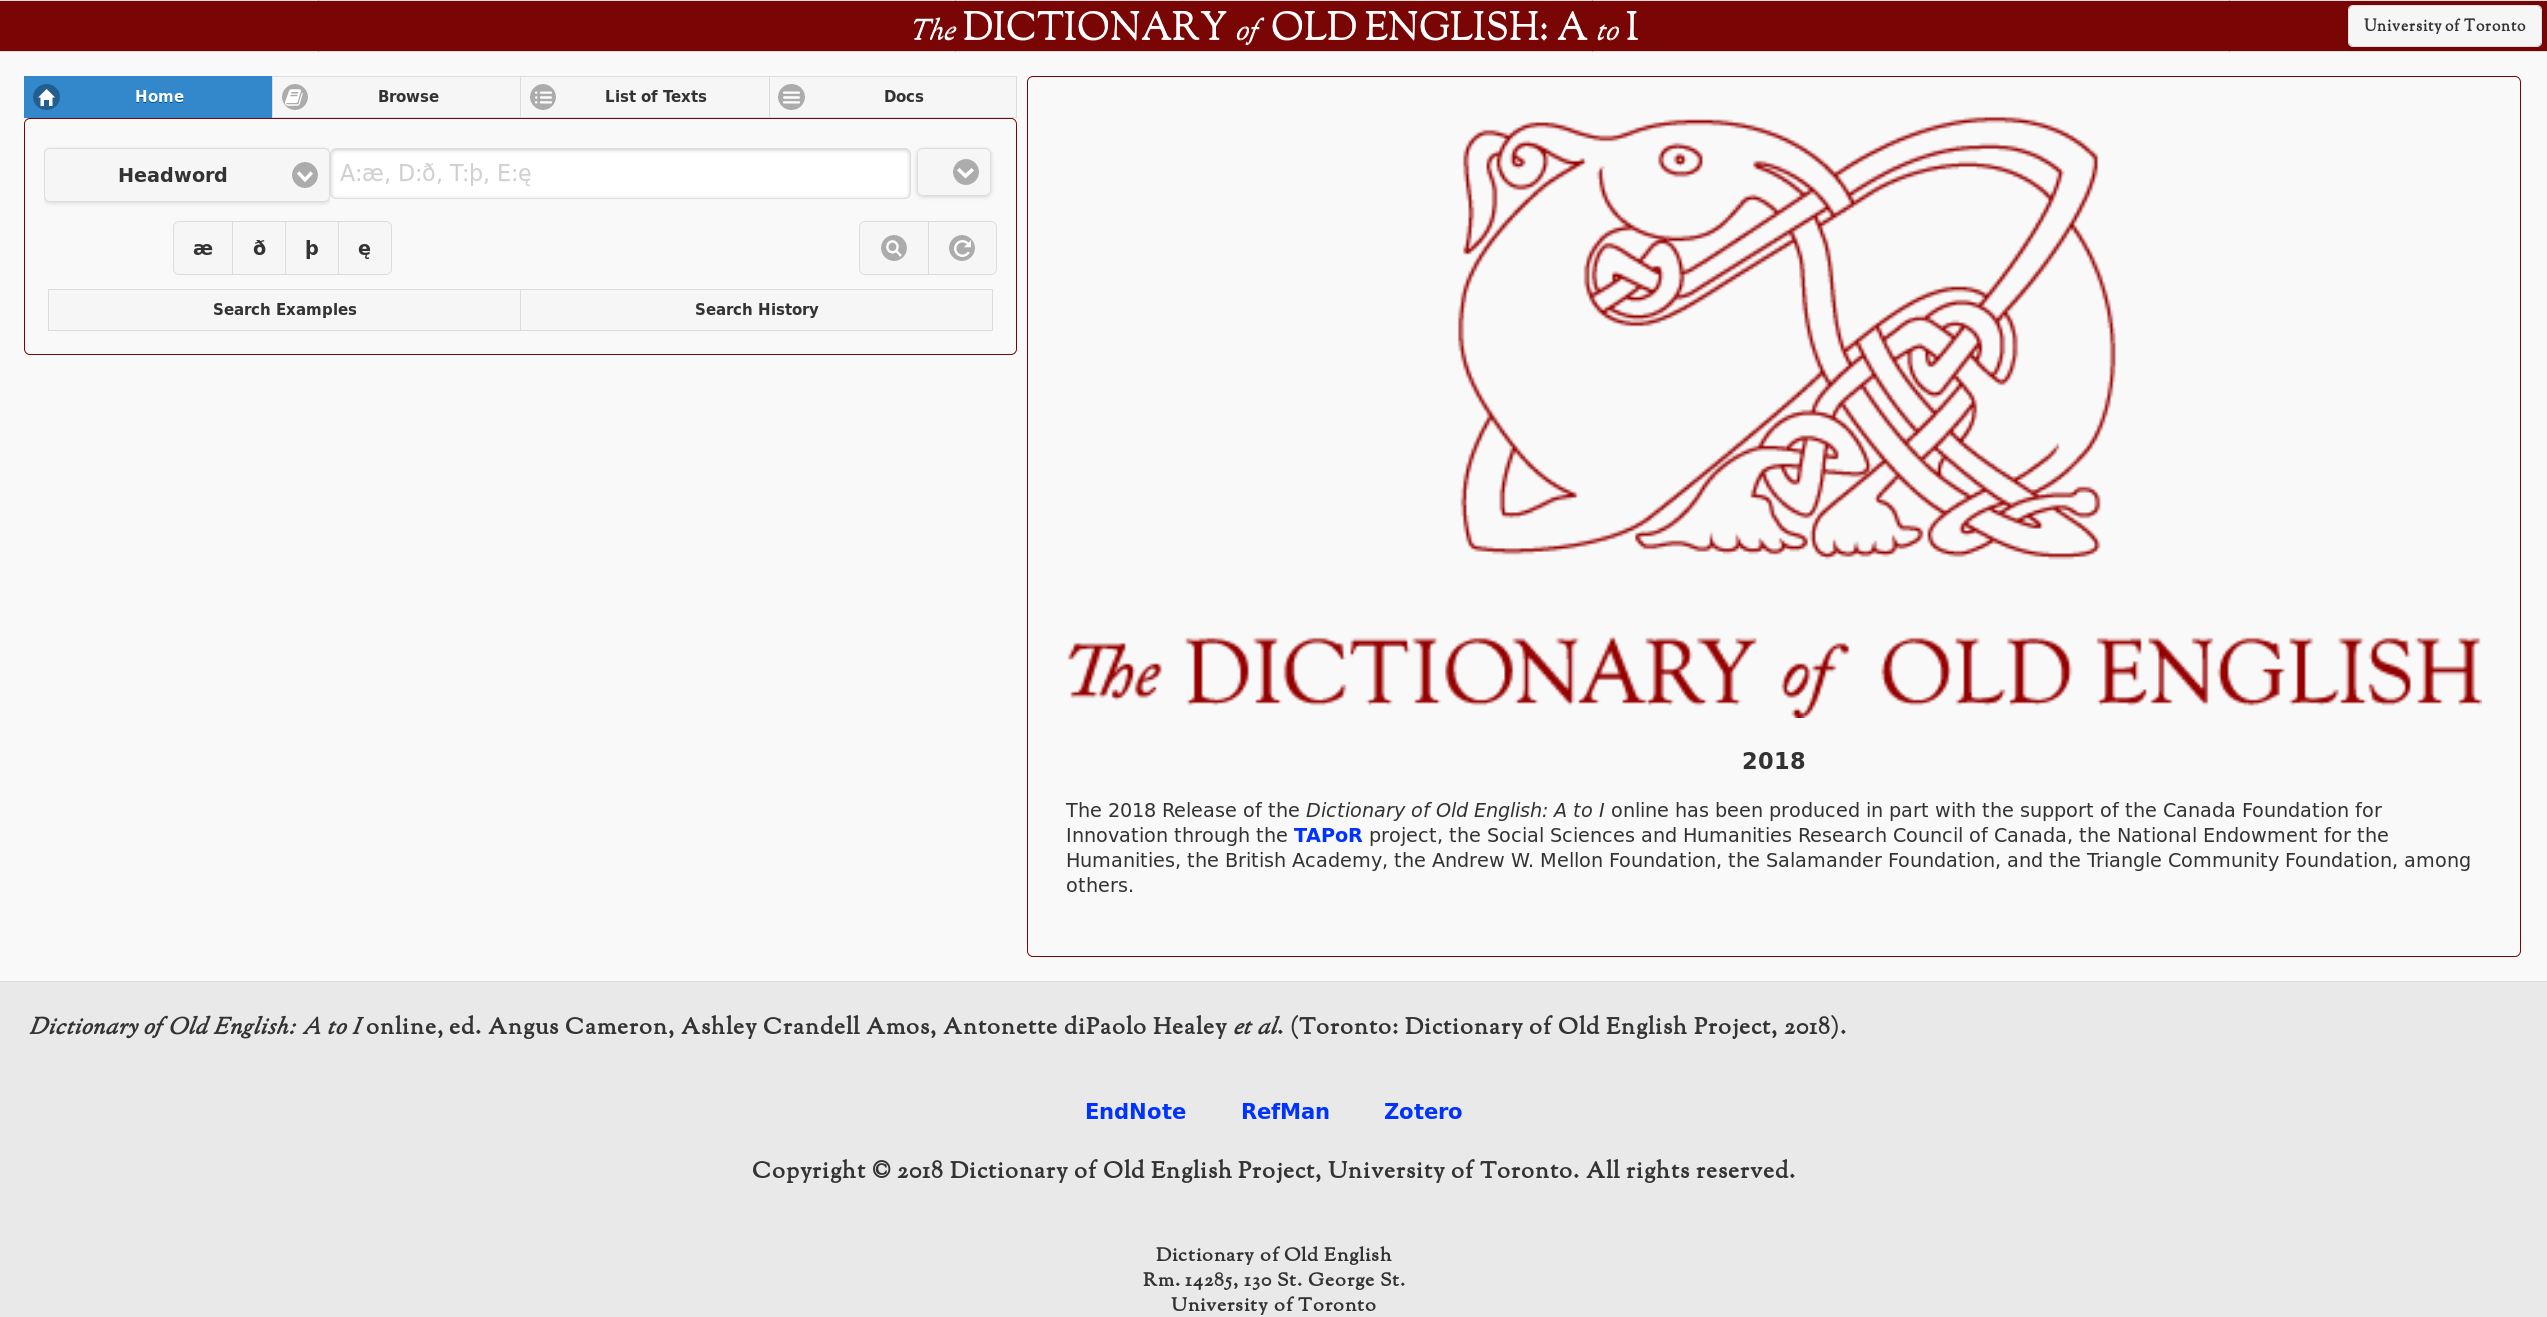 The DICTIONARY of OLD ENGLISH: A to I
University of Toronto
Home
Browse
List of Texts
Docs
Headword
A:æ, D:ð, T:þ, E:ę
æ
ð
þ
ę
Search Examples
Search History
The DICTIONARY of OLD ENGLISH
2018
The 2018 Release of the Dictionary of Old English: A to I online has been produced in part with the support of the Canada Foundation for
Innovation through the TAPoR project, the Social Sciences and Humanities Research Council of Canada, the National Endowment for the
Humanities, the British Academy, the Andrew W. Mellon Foundation, the Salamander Foundation, and the Triangle Community Foundation, among
others.
Dictionary of Old English: A to I online, ed. Angus Cameron, Ashley Crandell Amos, Antonette diPaolo Healey et al. (Toronto: Dictionary of Old English Project, 2018).
EndNote
RefMan
Zotero
Copyright © 2018 Dictionary of Old English Project, University of Toronto. All rights reserved.
Dictionary of Old English
Rm. 14285, 130 St. George St.
University of Toronto